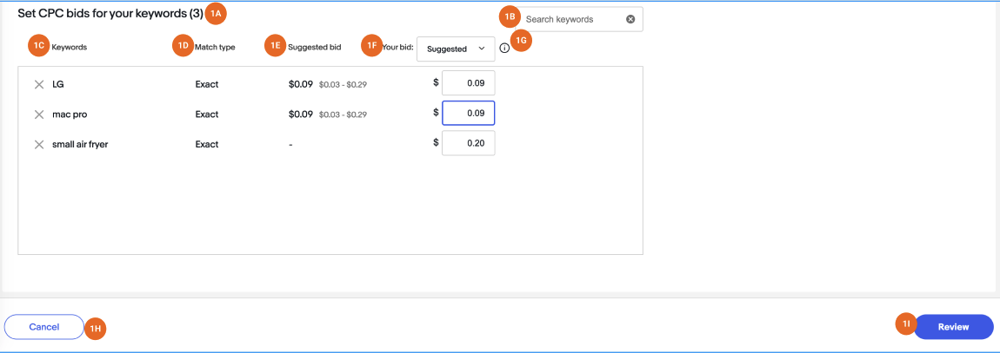 Set CPC bids for your keywords (3) 1A
1B Search keywords
1C Keywords 1D Match type 1E Suggested bid 1F Your bid: Suggested 1G
LG Exact $0.09 $0.03 - $0.29 $ 0.09
mac pro Exact $0.09 $0.03 - $0.29 $ 0.09
small air fryer Exact - $ 0.20
Cancel 1H 1I Review